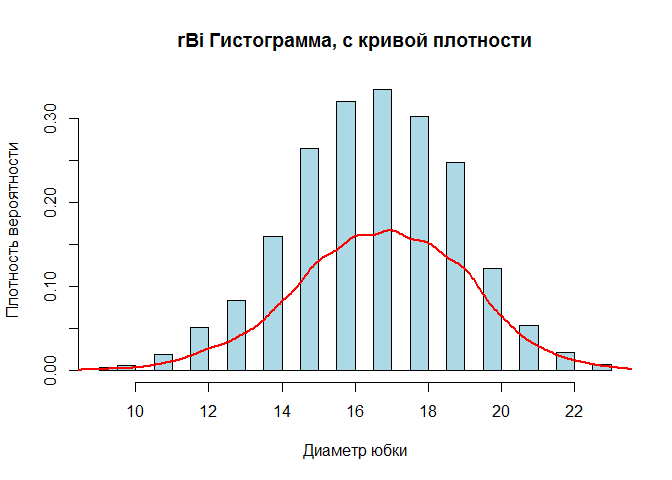 rBi Гистограмма, с кривой плотности
Плотность вероятности
0.30
0.20
0.10
0.00
10 12 14 16 18 20 22
Диаметр юбки